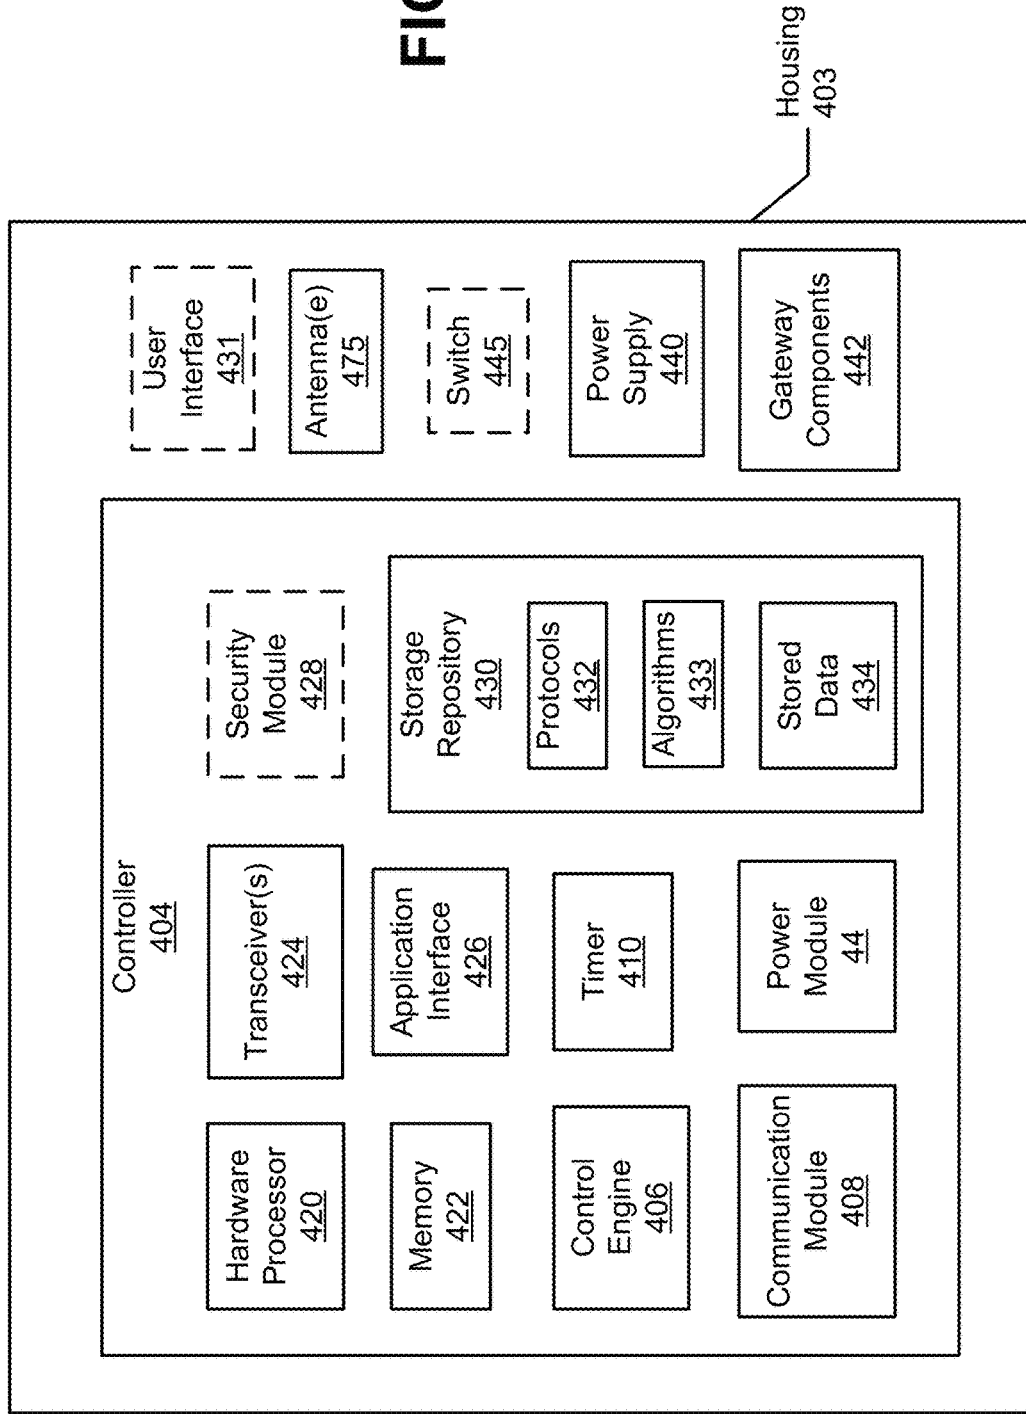 FIG
Housing
403
Controller
404
Hardware
Processor
420
Transceiver(s)
424
Security
Module
428
User
Interface
431
Memory
422
Application
Interface
426
Storage
Repository
430
Antenna(e)
475
Control
Engine
406
Timer
410
Protocols
432
Switch
445
Algorithms
433
Power
Supply
440
Communication
Module
408
Power
Module
44
Stored
Data
434
Gateway
Components
442